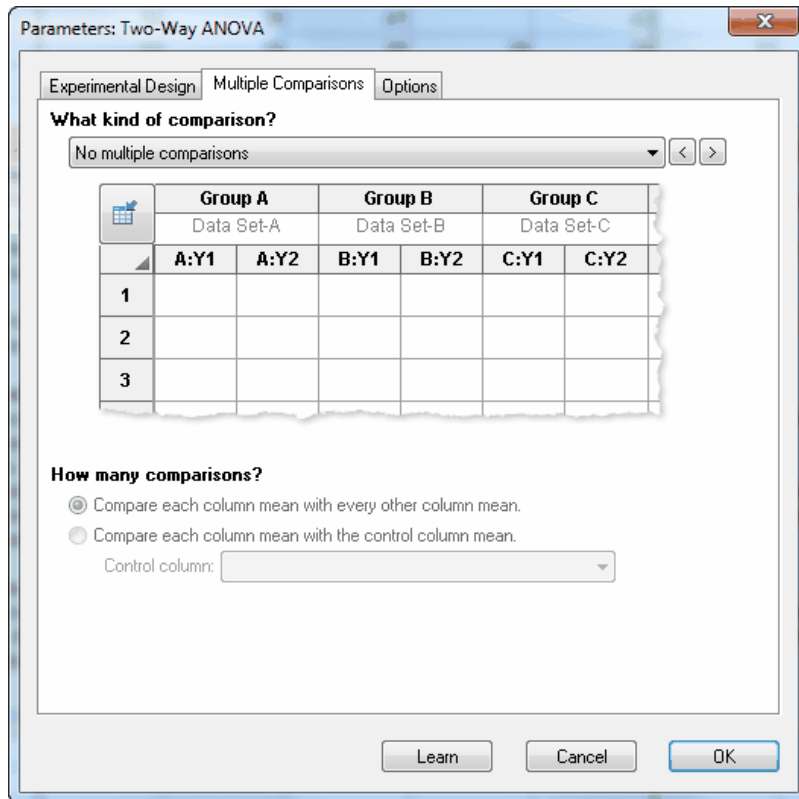 Parameters: Two-Way ANOVA
Experimental Design Multiple Comparisons Options
What kind of comparison?
No multiple comparisons < >
Group A Group B Group C
Data Set-A Data Set-B Data Set-C
A:Y1 A:Y2 B:Y1 B:Y2 C:Y1 C:Y2
1
2
3
How many comparisons?
Compare each column mean with every other column mean.
Compare each column mean with the control column mean.
Control column:
Learn Cancel OK